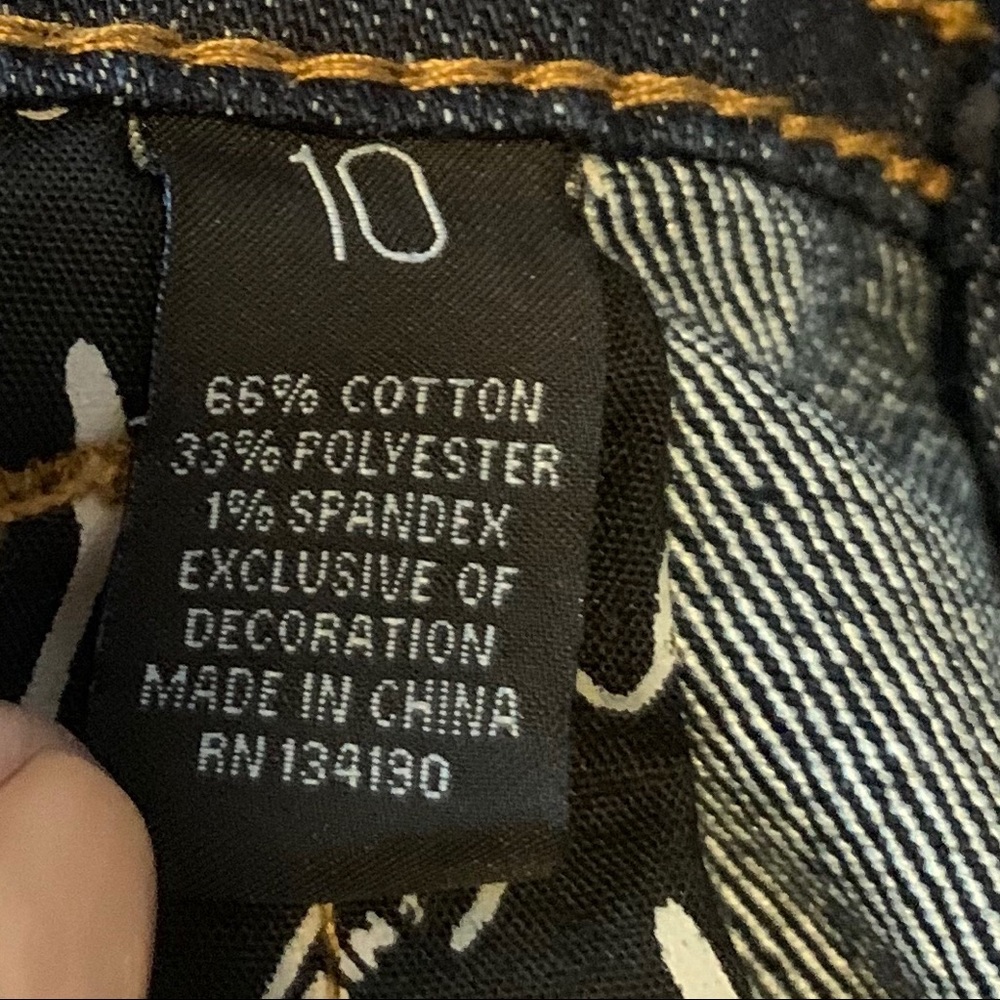 10
66% COTTON
33% POLYESTER
1% SPANDEX
EXCLUSIVE OF
DECORATION
MADE IN CHINA
RN 134190